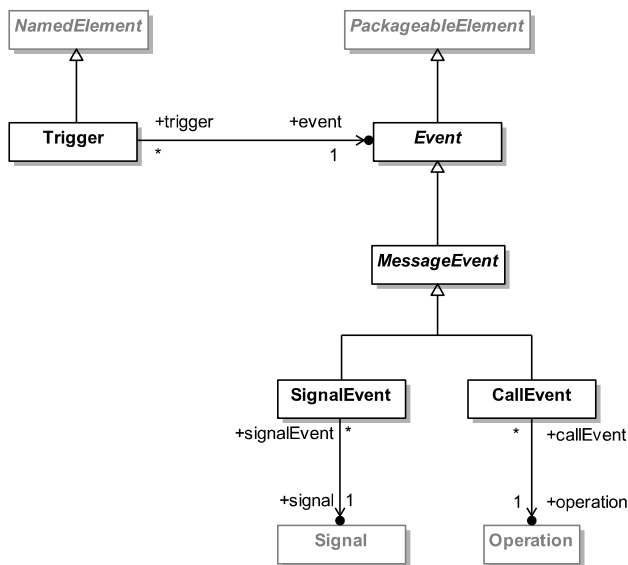 NamedElement
PackageableElement
Trigger
+trigger
+event
*
1
Event
MessageEvent
SignalEvent
CallEvent
+signalEvent
*
*
+callEvent
+signal
1
1
+operation
Signal
Operation